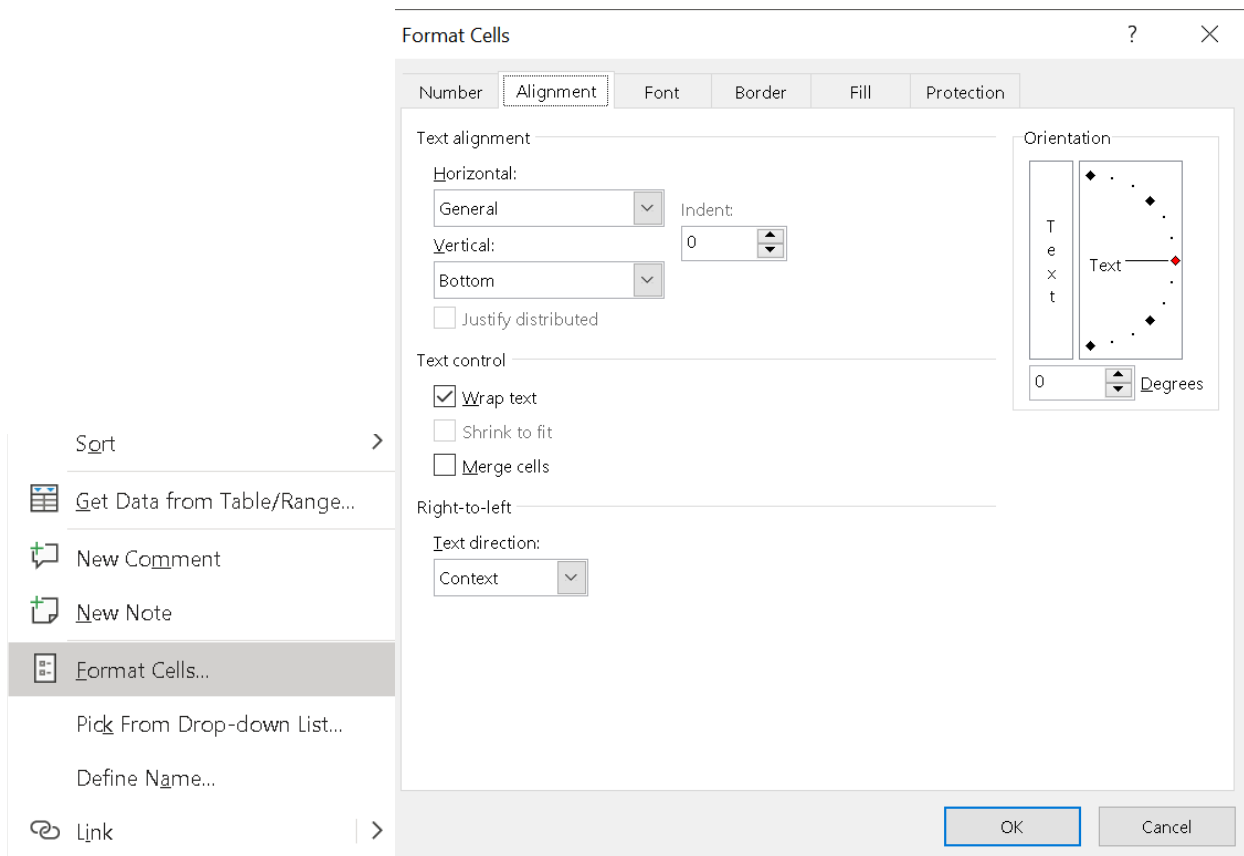 Format Cells
?
Number Alignment Font Border Fill Protection
Text alignment
Horizontal:
General
Indent:
0
Vertical:
Bottom
Justify distributed
Text control
Wrap text
Shrink to fit
Merge cells
Right-to-left
Text direction:
Context
Orientation
Text
Text
0 Degrees
OK Cancel
Sort
Get Data from Table/Range...
New Comment
New Note
Format Cells...
Pick From Drop-down List...
Define Name...
Link